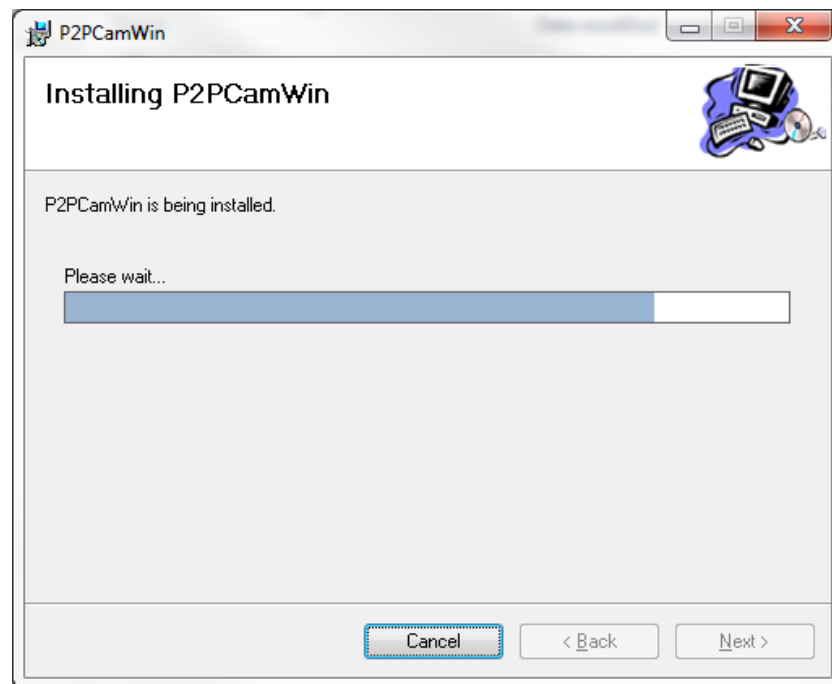 P2PCamWin
Installing P2PCamWin
P2PCamWin is being installed.
Please wait...
Cancel
< Back
Next >